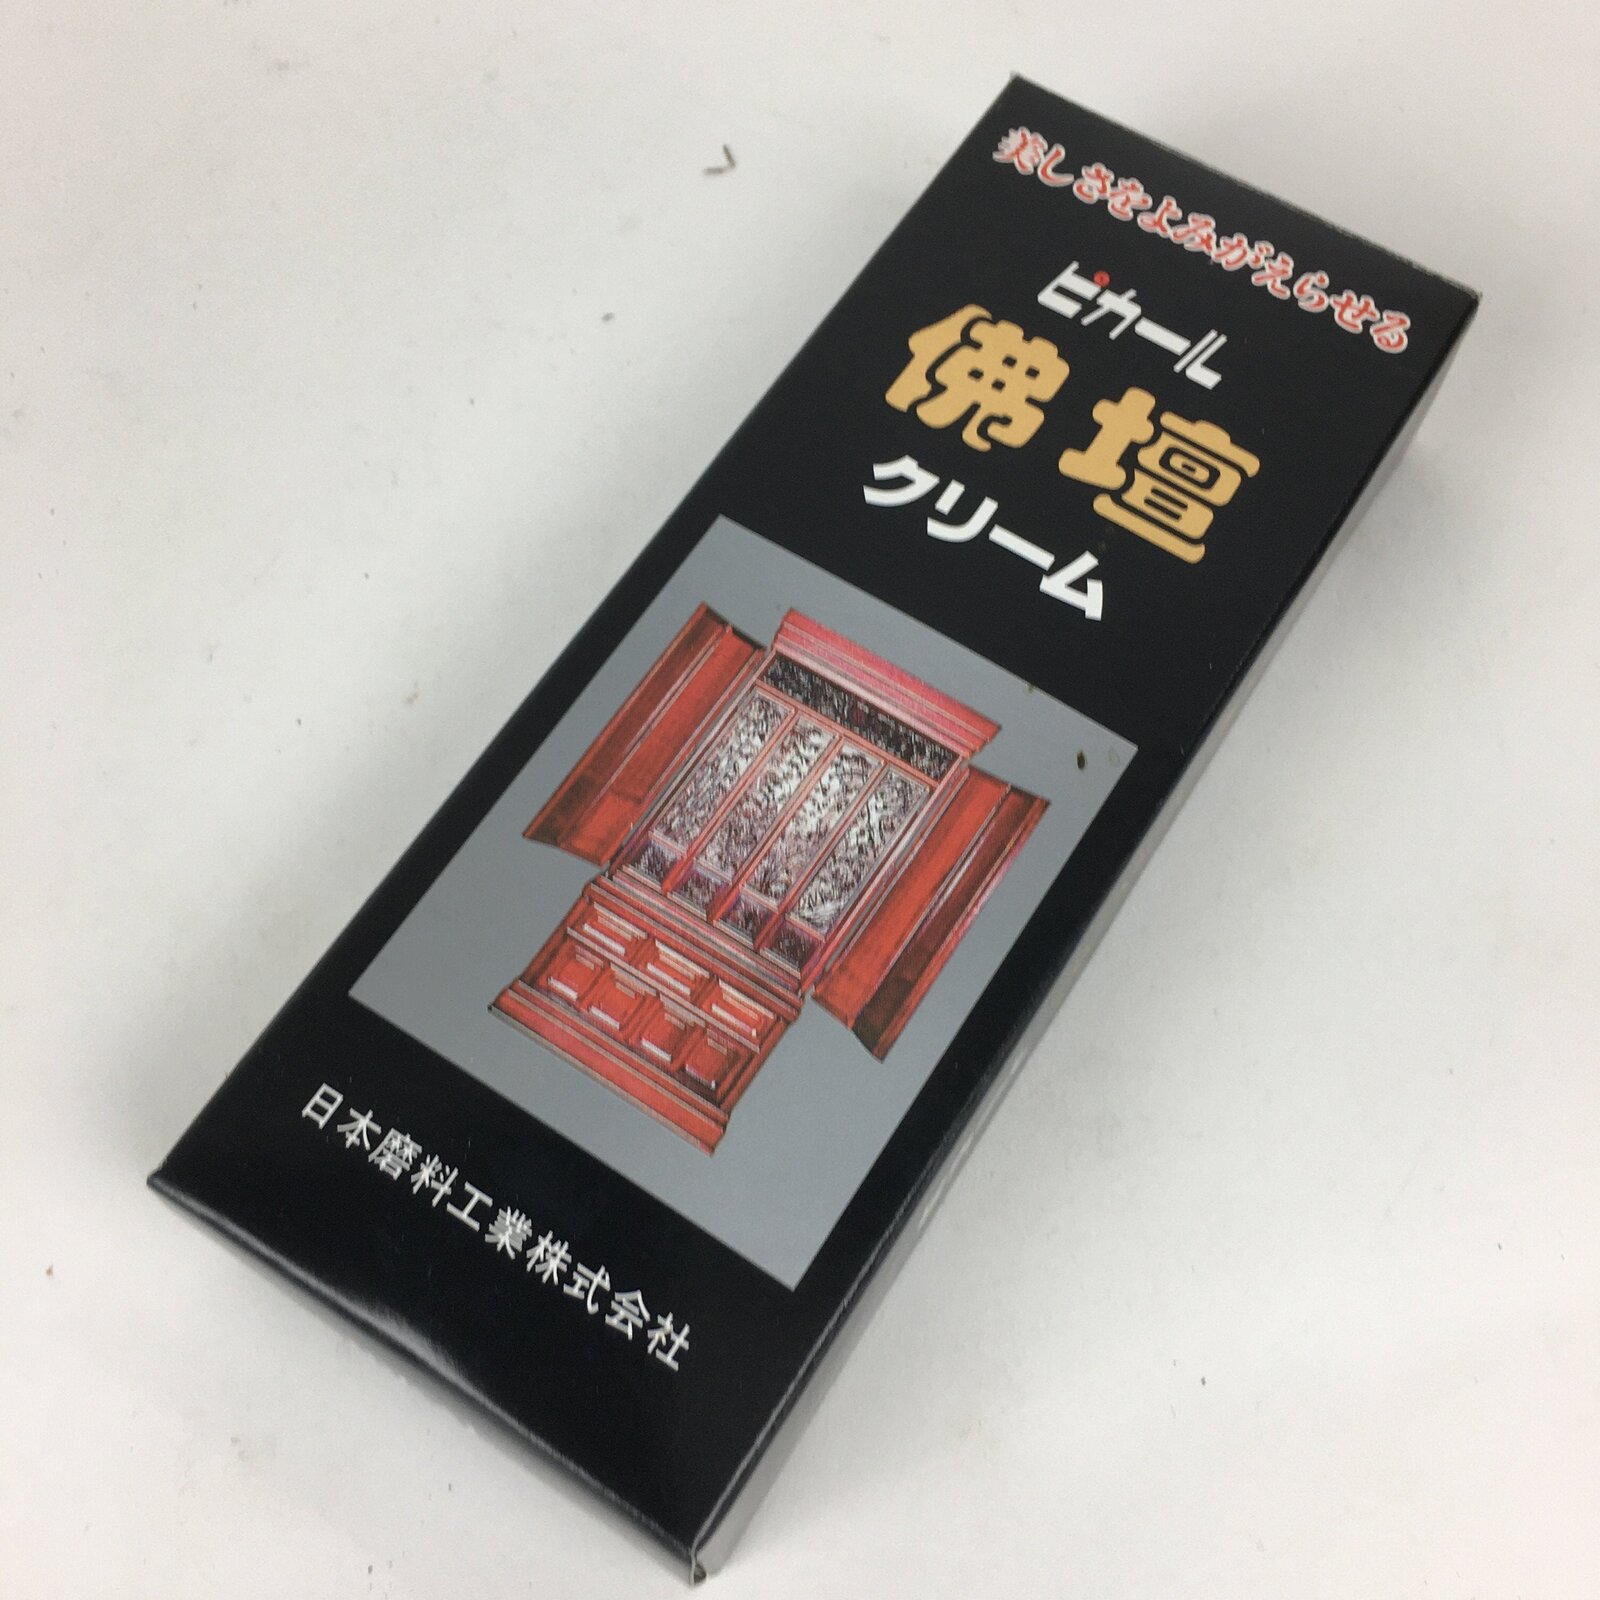 美しさをよみがえらせる
ピカール
佛壇
クリーム
日本磨料工業株式会社